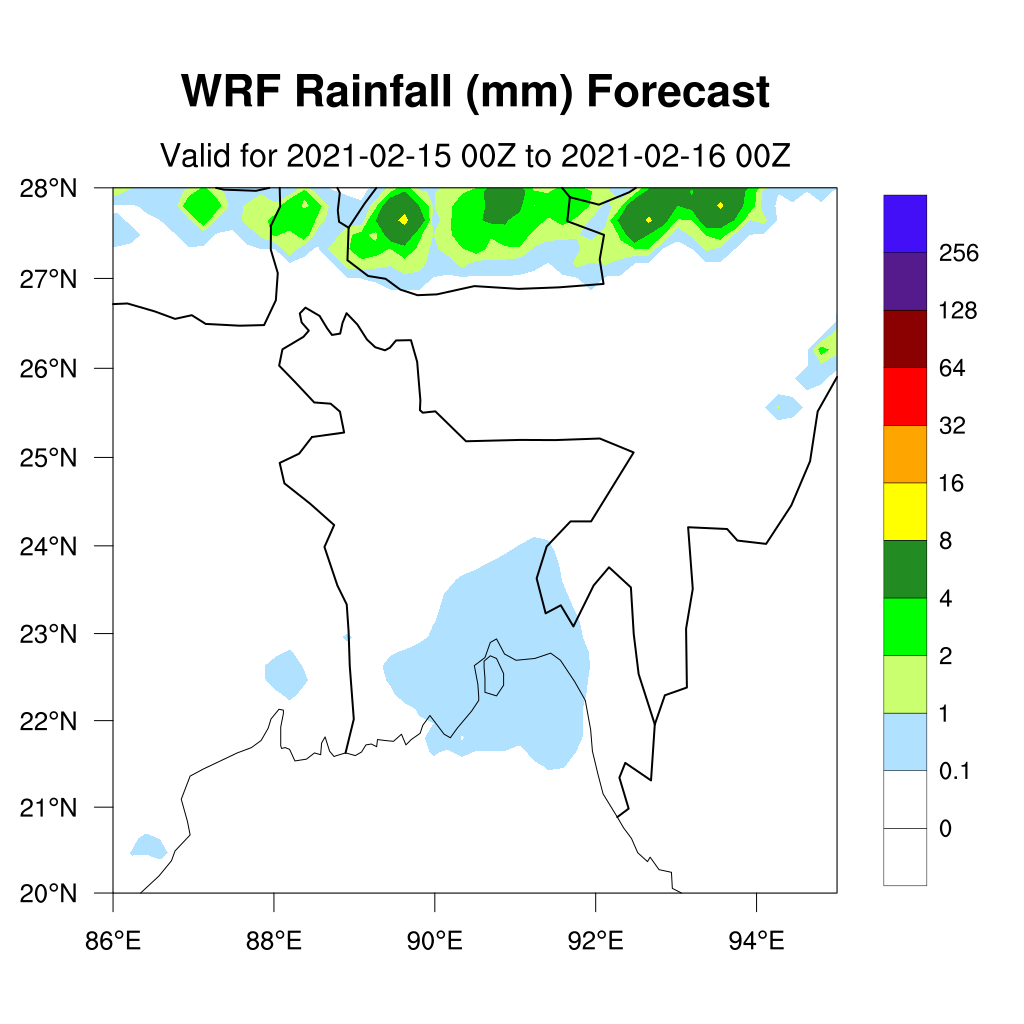 WRF Rainfall (mm) Forecast
Valid for 2021-02-15 00Z to 2021-02-16 00Z
28°N
27°N
26°N
25°N
24°N
23°N
22°N
21°N
20°N
86°E 88°E 90°E 92°E 94°E
256
128
64
32
16
8
4
2
1
0.1
0